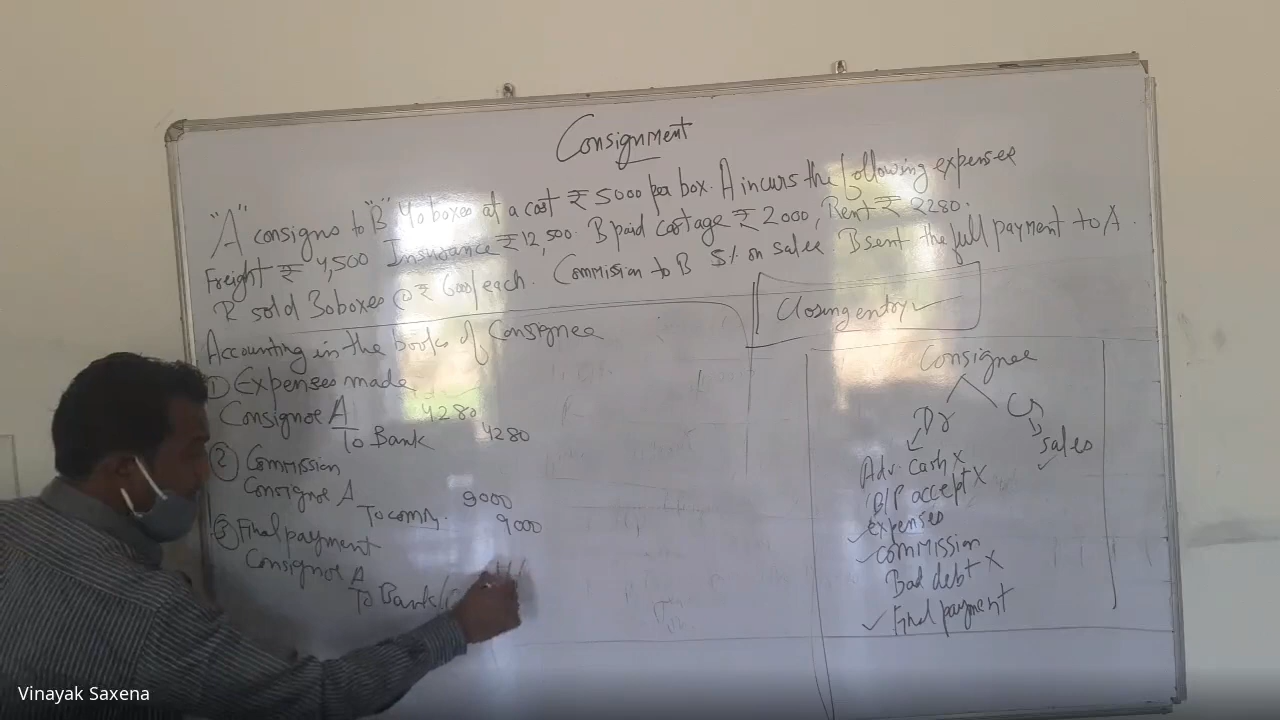 Consignment
"A" consigns to "B" 40 boxes at a cost ₹ 5000 per box. A incurs the following expenses
Freight ₹ 4,500 Insurance ₹ 12,500. B paid cartage ₹ 2000, Rent ₹ 2280.
B sold 30 boxes @ ₹ 6000/each. Commission to B 5% on sales. B sent the full payment to A.
Accounting in the books of Consignee
① Expenses made
Consignor A 4280
To Bank 4280
② Commission
Consignor A 9000
To comm. 9000
③ Final payment
Consignor A
To Bank/
Closing entry
Consignee
Dr Cr
Adv. Cash x
B/P accept x
✓ expenses
✓ commission
Bad debt x
✓ Final payment
sales
✓
Vinayak Saxena